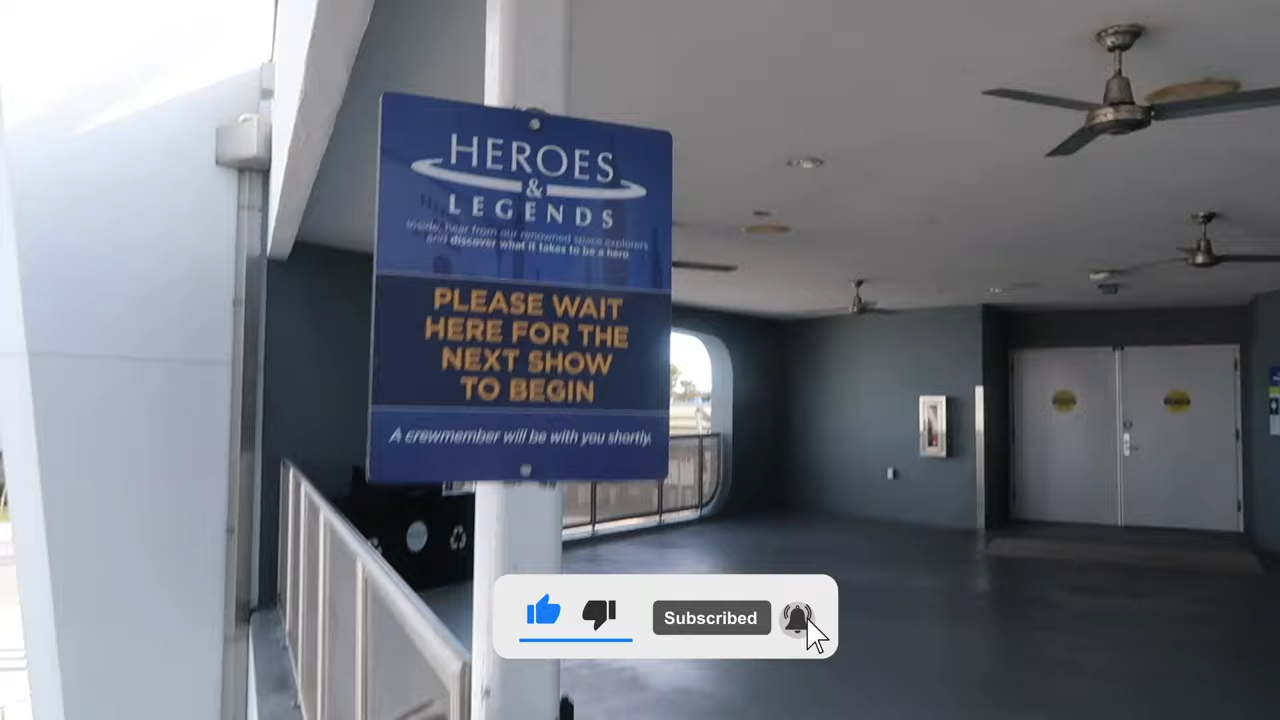 HEROES
&
LEGENDS
Inside, hear from our renowned space explorers
and discover what it takes to be a hero.
PLEASE WAIT
HERE FOR THE
NEXT SHOW
TO BEGIN
A crewmember will be with you shortly.
Subscribed